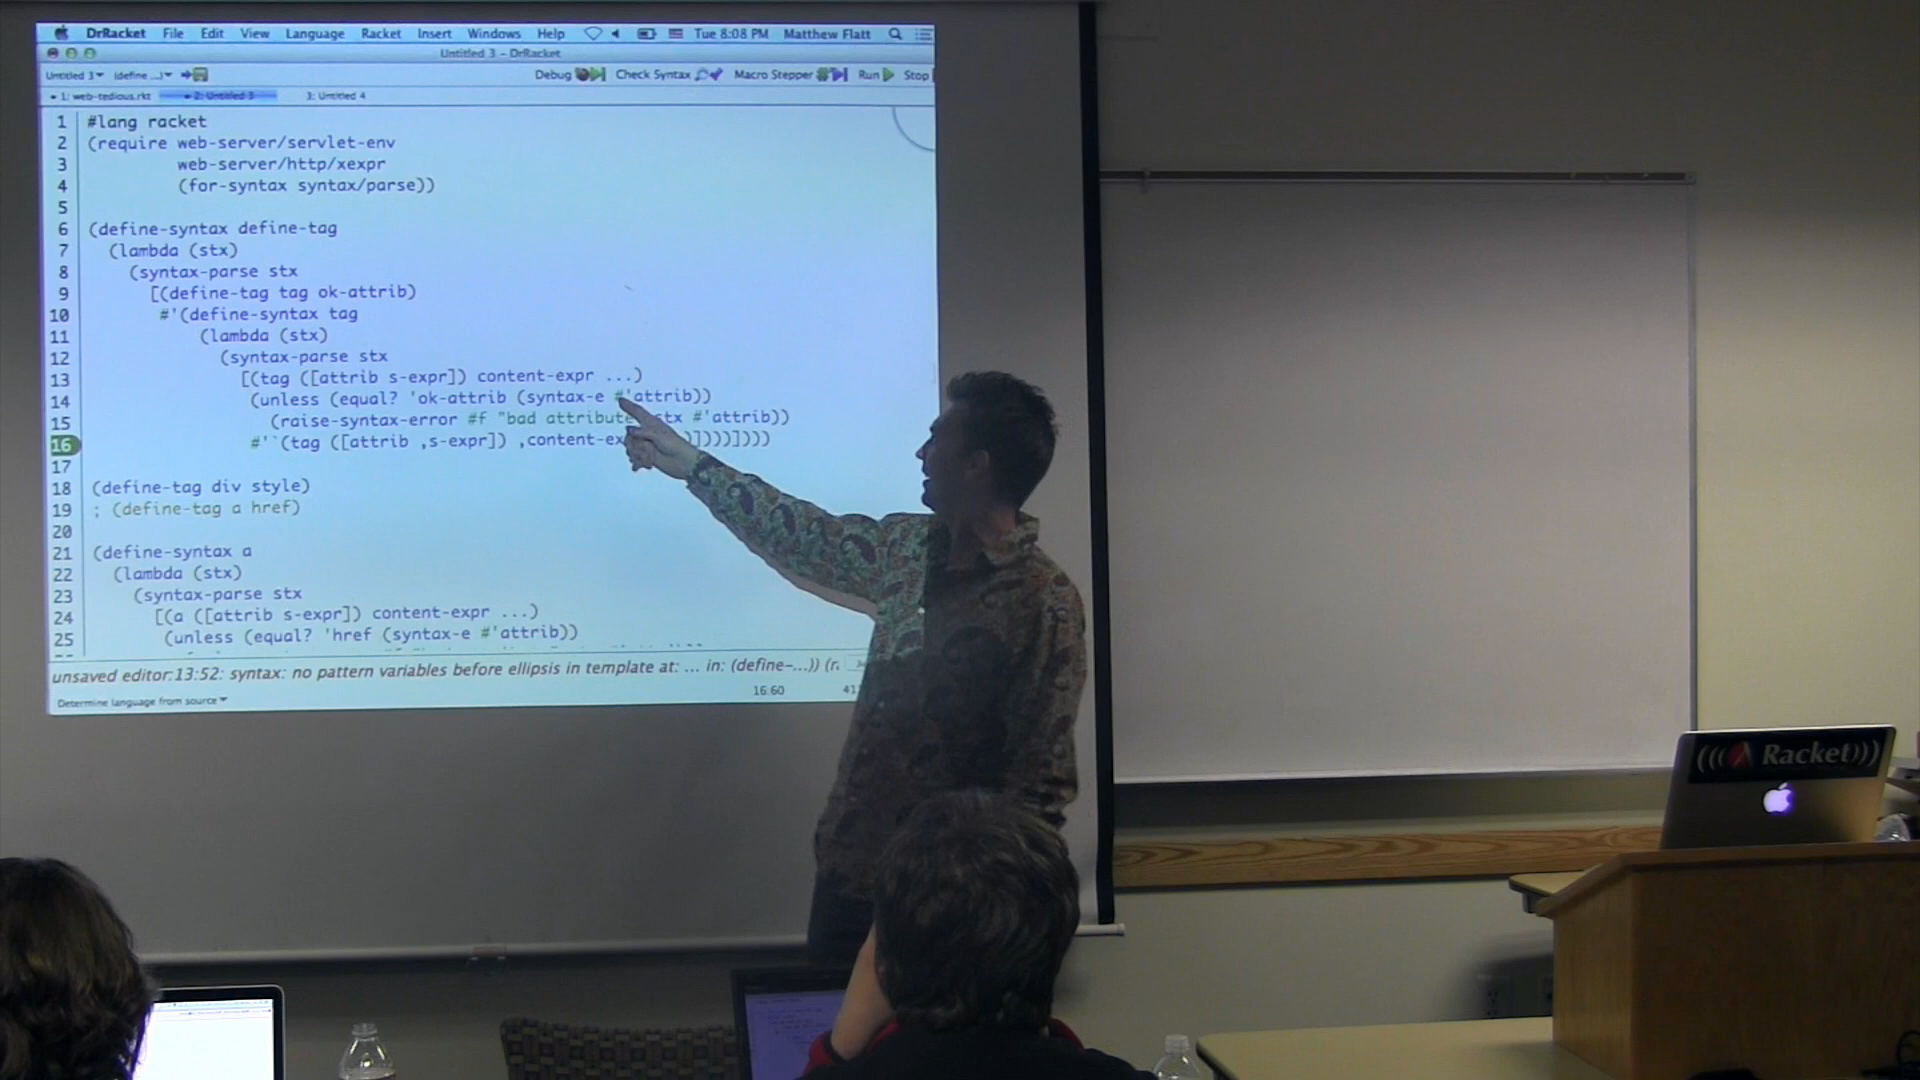 DrRacket File Edit View Language Racket Insert Windows Help Tue 8:08 PM Matthew Flatt
Untitled 3 - DrRacket
Untitled 3 (define ...) Debug Check Syntax Macro Stepper Run Stop
1: web-tedious.rkt 2: Untitled 3 3: Untitled 4
1 #lang racket
2 (require web-server/servlet-env
3 web-server/http/xexpr
4 (for-syntax syntax/parse))
5
6 (define-syntax define-tag
7 (lambda (stx)
8 (syntax-parse stx
9 [(define-tag tag ok-attrib)
10 #'(define-syntax tag
11 (lambda (stx)
12 (syntax-parse stx
13 [(tag ([attrib s-expr]) content-expr ...)
14 (unless (equal? 'ok-attrib (syntax-e #'attrib))
15 (raise-syntax-error #f "bad attribute stx #'attrib))
16 #'`(tag ([attrib ,s-expr]) ,content-ex )])))])))
17
18 (define-tag div style)
19 ; (define-tag a href)
20
21 (define-syntax a
22 (lambda (stx)
23 (syntax-parse stx
24 [(a ([attrib s-expr]) content-expr ...)
25 (unless (equal? 'href (syntax-e #'attrib))
unsaved editor:13:52: syntax: no pattern variables before ellipsis in template at: ... in: (define-...)) (r.
16:60
Determine language from source
(((Racket)))